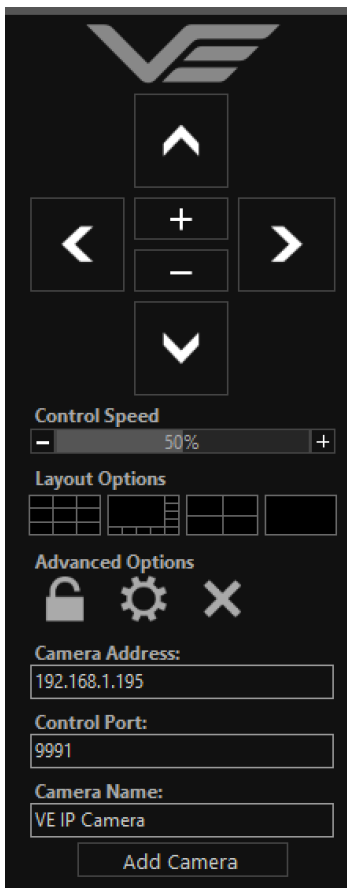 VE
+
−
Control Speed
- 50% +
Layout Options
Advanced Options
Camera Address:
192.168.1.195
Control Port:
9991
Camera Name:
VE IP Camera
Add Camera